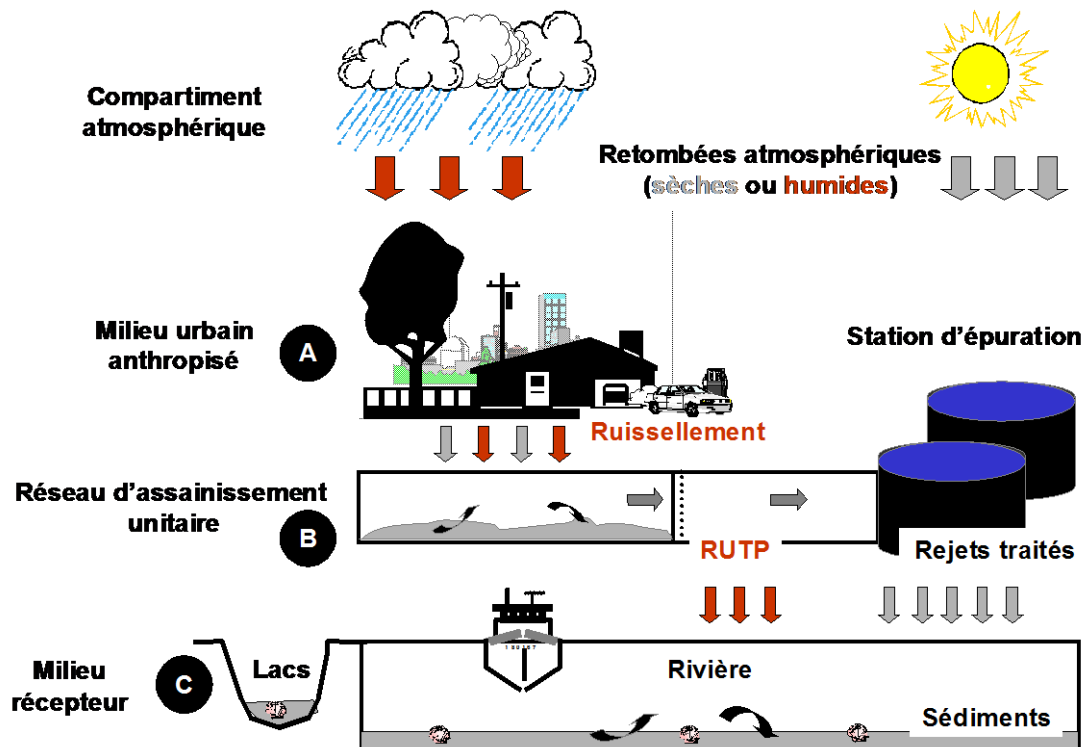 Compartiment
atmosphérique
Retombées atmosphériques
(sèches ou humides)
Milieu urbain
anthropisé
A
Station d'épuration
Ruissellement
Réseau d'assainissement
unitaire
B
RUTP
Rejets traités
Milieu
récepteur
C
Lacs
Rivière
Sédiments